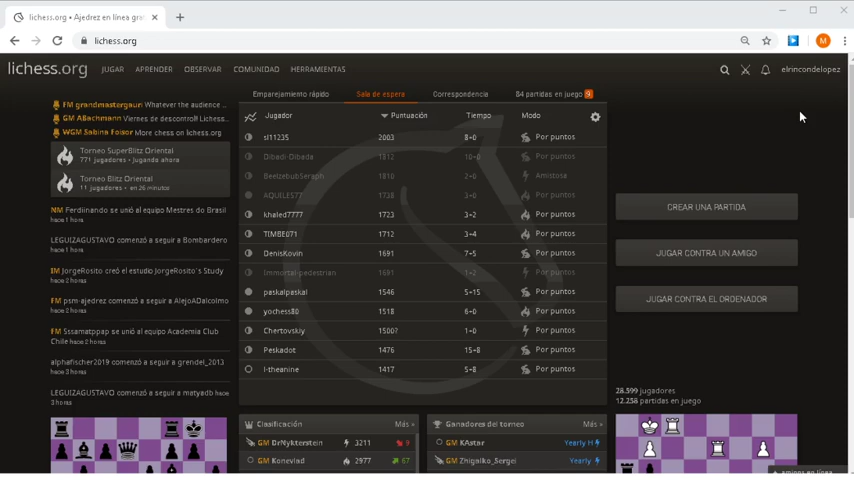 lichess.org • Ajedrez en línea gra
lichess.org
M
lichess.org JUGAR APRENDER OBSERVAR COMUNIDAD HERRAMIENTAS elrincondelopez
Emparejamiento rápido Sala de espera Correspondencia 84 partidas en juego 9
FM grandmastergauri Whatever the audience ...
GM ABachmann Viernes de descontrol! Lichess...
WGM Sabina Foisor More chess on lichess.org
Torneo SuperBlitz Oriental
771 jugadores • Jugando ahora
Torneo Blitz Oriental
11 jugadores • en 26 minutos
NM Ferdinando se unió al equipo Mestres do Brasil
hace 1 hora
LEGUIZAGUSTAVO comenzó a seguir a Bombardero
hace 1 hora
IM JorgeRosito creó el estudio JorgeRosito´s Study
hace 2 horas
FM psm-ajedrez comenzó a seguir a AlejoADalcolmo
hace 2 horas
FM Sssamatppap se unió al equipo Academia Club
Chile hace 2 horas
alphafischer2019 comenzó a seguir a grendel_2013
hace 3 horas
LEGUIZAGUSTAVO comenzó a seguir a matyadb hace
3 horas
Jugador Puntuación Tiempo Modo
sl11235 2003 8+0 Por puntos
Dibadi-Dibada 1812 10+0 Por puntos
BeelzebubSeraph 1810 2+0 Amistosa
AQUILES77 1738 3+0 Por puntos
khaled7777 1723 3+2 Por puntos
TIMBE071 1712 3+4 Por puntos
DenisKovin 1691 7+5 Por puntos
Immortal-pedestrian 1691 1+2 Por puntos
paskalpaskal 1546 5+15 Por puntos
yochess80 1518 6+0 Por puntos
Chertovskiy 1500? 1+0 Por puntos
Peskadot 1476 15+8 Por puntos
l-theanine 1417 5+8 Por puntos
CREAR UNA PARTIDA
JUGAR CONTRA UN AMIGO
JUGAR CONTRA EL ORDENADOR
28.599 jugadores
12.258 partidas en juego
Clasificación Más »
GM DrNykterstein 3211 9
GM Konevlad 2977 67
Ganadores del torneo Más »
GM KAstar Yearly H
GM Zhigalko_Sergei Yearly
amigos en línea